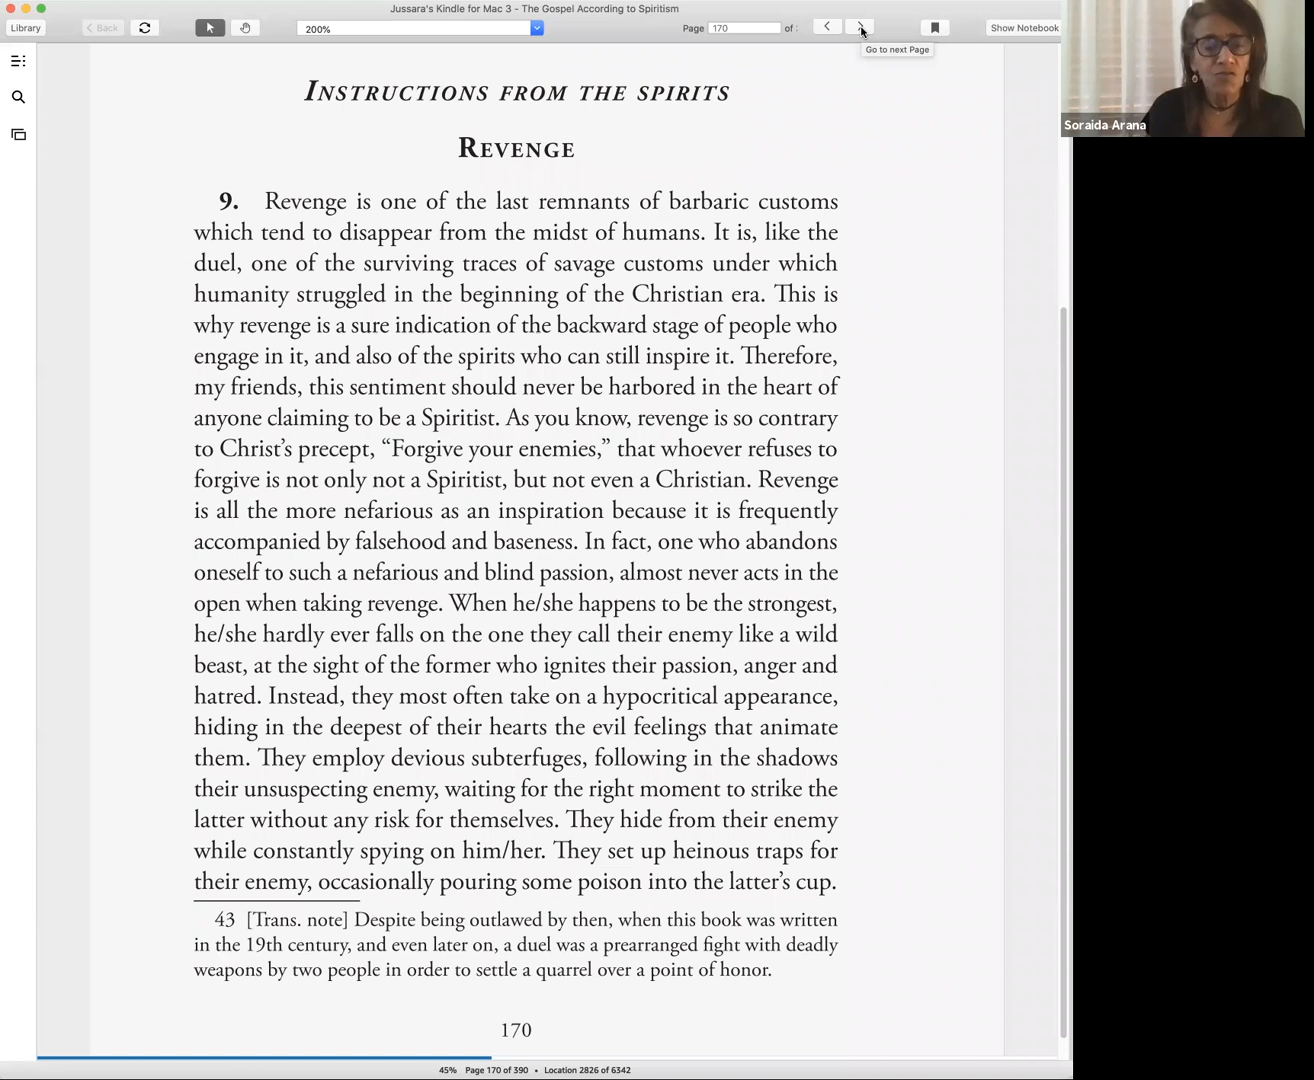 Jussara's Kindle for Mac 3 - The Gospel According to Spiritism
Library
Back
200%
Page 170 of
Show Notebook
Go to next Page
Soraida Arana
INSTRUCTIONS FROM THE SPIRITS
REVENGE
9. Revenge is one of the last remnants of barbaric customs
which tend to disappear from the midst of humans. It is, like the
duel, one of the surviving traces of savage customs under which
humanity struggled in the beginning of the Christian era. This is
why revenge is a sure indication of the backward stage of people who
engage in it, and also of the spirits who can still inspire it. Therefore,
my friends, this sentiment should never be harbored in the heart of
anyone claiming to be a Spiritist. As you know, revenge is so contrary
to Christ’s precept, “Forgive your enemies,” that whoever refuses to
forgive is not only not a Spiritist, but not even a Christian. Revenge
is all the more nefarious as an inspiration because it is frequently
accompanied by falsehood and baseness. In fact, one who abandons
oneself to such a nefarious and blind passion, almost never acts in the
open when taking revenge. When he/she happens to be the strongest,
he/she hardly ever falls on the one they call their enemy like a wild
beast, at the sight of the former who ignites their passion, anger and
hatred. Instead, they most often take on a hypocritical appearance,
hiding in the deepest of their hearts the evil feelings that animate
them. They employ devious subterfuges, following in the shadows
their unsuspecting enemy, waiting for the right moment to strike the
latter without any risk for themselves. They hide from their enemy
while constantly spying on him/her. They set up heinous traps for
their enemy, occasionally pouring some poison into the latter’s cup.
43 [Trans. note] Despite being outlawed by then, when this book was written
in the 19th century, and even later on, a duel was a prearranged fight with deadly
weapons by two people in order to settle a quarrel over a point of honor.
170
45% Page 170 of 390 • Location 2826 of 6342